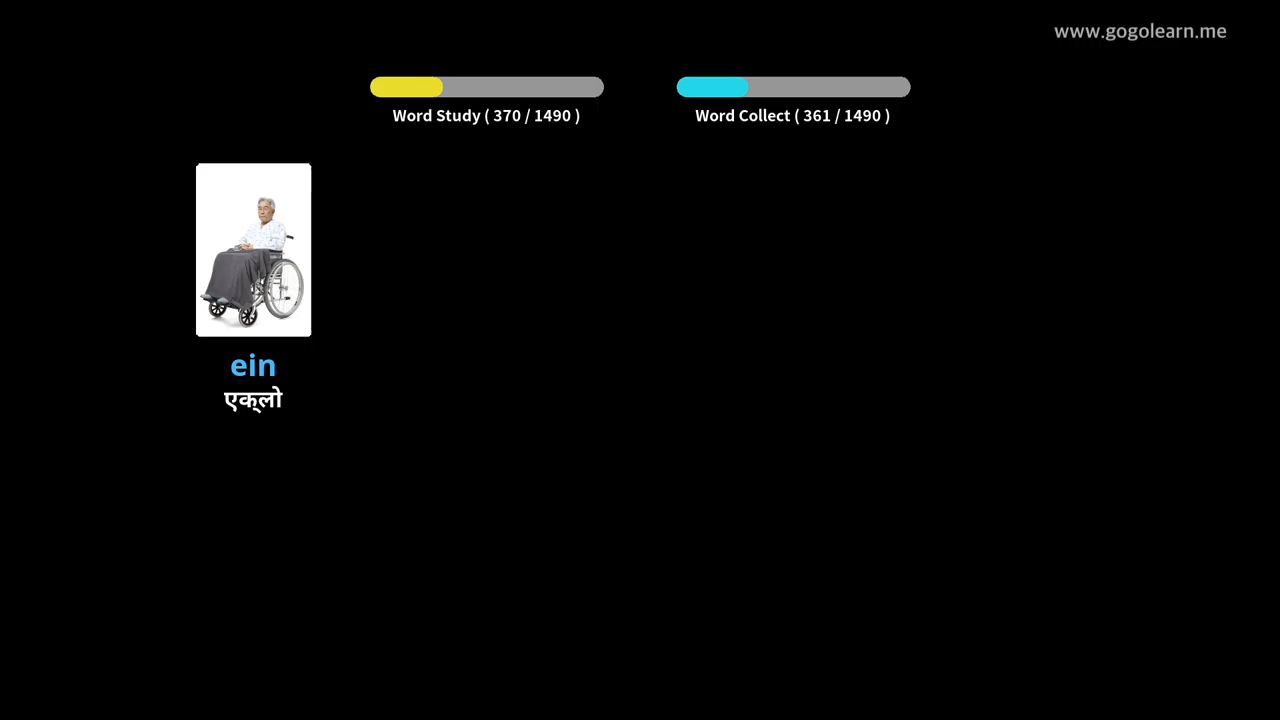 www.gogolearn.me
Word Study ( 370 / 1490 )
Word Collect ( 361 / 1490 )
ein
एक्लो